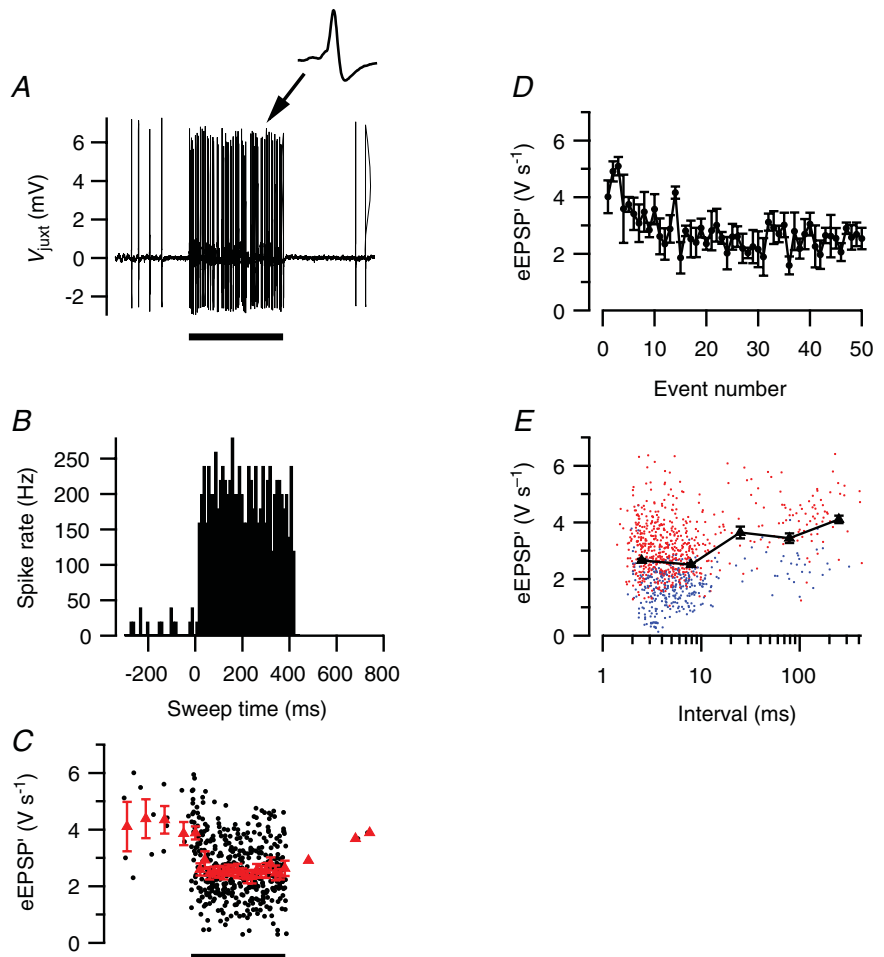 A
V juxt (mV)
6
4
2
0
-2
B
Spike rate (Hz)
250
200
150
100
50
0
-200 0 200 400 600 800
Sweep time (ms)
C
eEPSP' (V s-1)
6
4
2
0
D
eEPSP' (V s-1)
6
4
2
0
0 10 20 30 40 50
Event number
E
eEPSP' (V s-1)
6
4
2
0
1 10 100
Interval (ms)